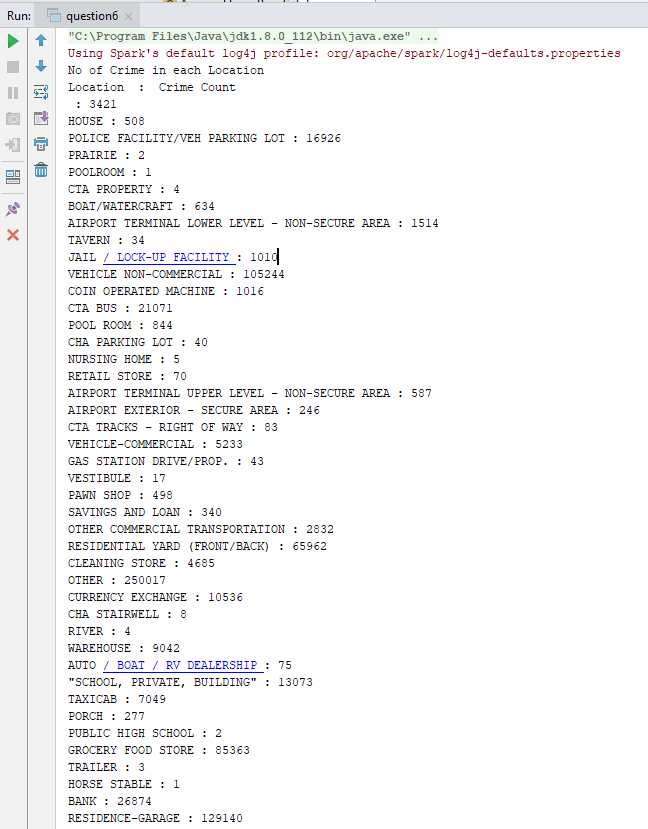 Run: question6
"C:\Program Files\Java\jdk1.8.0_112\bin\java.exe" ...
Using Spark's default log4j profile: org/apache/spark/log4j-defaults.properties
No of Crime in each Location
Location  :  Crime Count
 : 3421
HOUSE : 508
POLICE FACILITY/VEH PARKING LOT : 16926
PRAIRIE : 2
POOLROOM : 1
CTA PROPERTY : 4
BOAT/WATERCRAFT : 634
AIRPORT TERMINAL LOWER LEVEL - NON-SECURE AREA : 1514
TAVERN : 34
JAIL / LOCK-UP FACILITY : 1010
VEHICLE NON-COMMERCIAL : 105244
COIN OPERATED MACHINE : 1016
CTA BUS : 21071
POOL ROOM : 844
CHA PARKING LOT : 40
NURSING HOME : 5
RETAIL STORE : 70
AIRPORT TERMINAL UPPER LEVEL - NON-SECURE AREA : 587
AIRPORT EXTERIOR - SECURE AREA : 246
CTA TRACKS - RIGHT OF WAY : 83
VEHICLE-COMMERCIAL : 5233
GAS STATION DRIVE/PROP. : 43
VESTIBULE : 17
PAWN SHOP : 498
SAVINGS AND LOAN : 340
OTHER COMMERCIAL TRANSPORTATION : 2832
RESIDENTIAL YARD (FRONT/BACK) : 65962
CLEANING STORE : 4685
OTHER : 250017
CURRENCY EXCHANGE : 10536
CHA STAIRWELL : 8
RIVER : 4
WAREHOUSE : 9042
AUTO / BOAT / RV DEALERSHIP : 75
"SCHOOL, PRIVATE, BUILDING" : 13073
TAXICAB : 7049
PORCH : 277
PUBLIC HIGH SCHOOL : 2
GROCERY FOOD STORE : 85363
TRAILER : 3
HORSE STABLE : 1
BANK : 26874
RESIDENCE-GARAGE : 129140